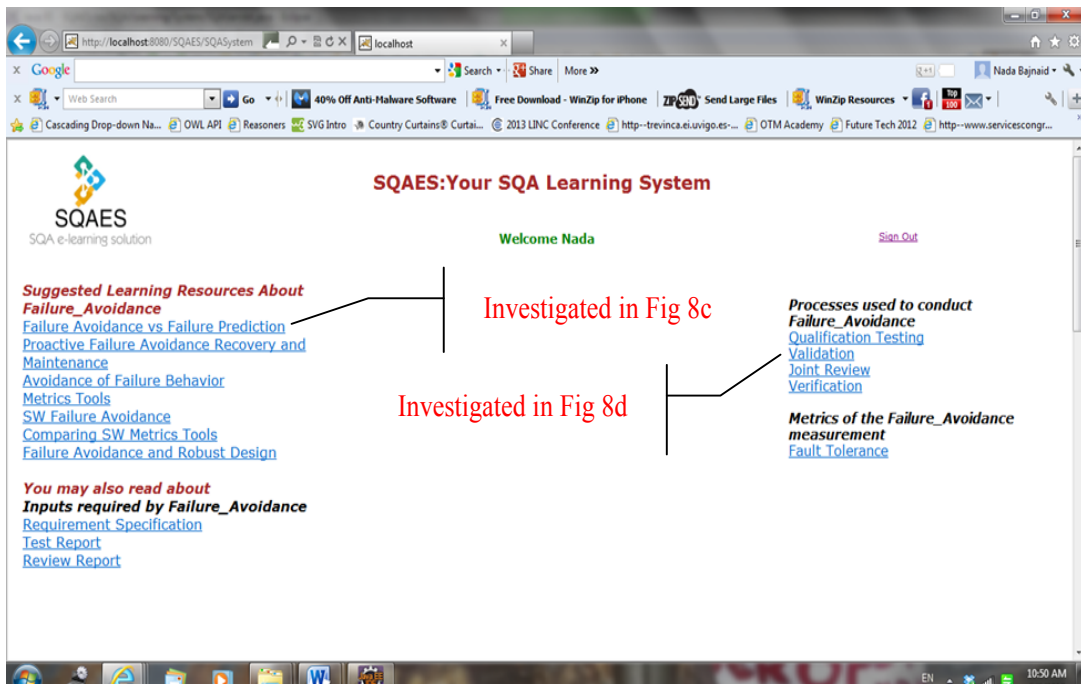 http://localhost:8080/SQAES/SQASystem
localhost
Google
Search
Share
More »
Nada Bajnaid
Web Search
Go
40% Off Anti-Malware Software
Free Download - WinZip for iPhone
ZIP SEND
Send Large Files
WinZip Resources
TOP 100
Cascading Drop-down Na...
OWL API
Reasoners
SVG Intro
Country Curtains® Curtai...
2013 LINC Conference
http--trevinca.ei.uvigo.es-...
OTM Academy
Future Tech 2012
http--www.servicescongr...
SQAES
SQA e-learning solution
SQAES:Your SQA Learning System
Welcome Nada
Sign Out
Suggested Learning Resources About
Failure_Avoidance
Failure Avoidance vs Failure Prediction
Proactive Failure Avoidance Recovery and
Maintenance
Avoidance of Failure Behavior
Metrics Tools
SW Failure Avoidance
Comparing SW Metrics Tools
Failure Avoidance and Robust Design
You may also read about
Inputs required by Failure_Avoidance
Requirement Specification
Test Report
Review Report
Investigated in Fig 8c
Investigated in Fig 8d
Processes used to conduct
Failure_Avoidance
Qualification Testing
Validation
Joint Review
Verification
Metrics of the Failure_Avoidance
measurement
Fault Tolerance
EN
10:50 AM